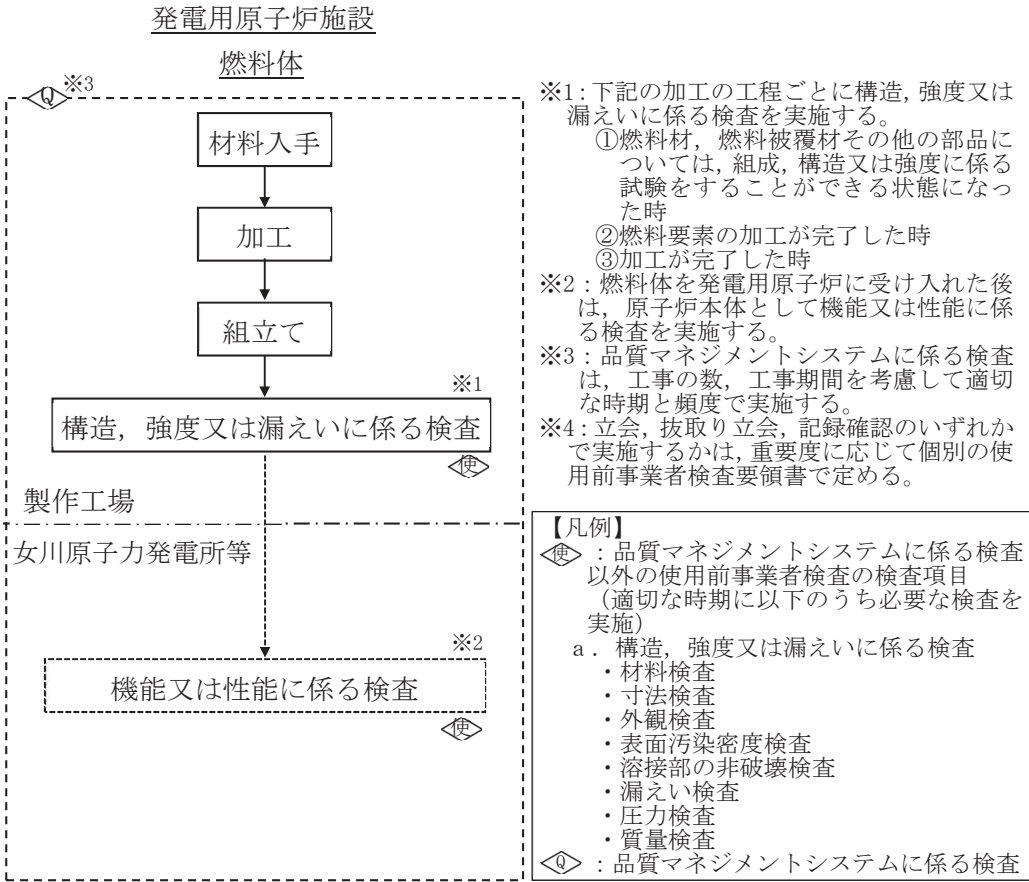 発電用原子炉施設
燃料体
Q ※3
材料入手
加工
組立て
※1
構造，強度又は漏えいに係る検査
使
製作工場
女川原子力発電所等
※2
機能又は性能に係る検査
使
※1：下記の加工の工程ごとに構造，強度又は
漏えいに係る検査を実施する。
①燃料材，燃料被覆材その他の部品に
ついては，組成，構造又は強度に係る
試験をすることができる状態になっ
た時
②燃料要素の加工が完了した時
③加工が完了した時
※2：燃料体を発電用原子炉に受け入れた後
は，原子炉本体として機能又は性能に係
る検査を実施する。
※3：品質マネジメントシステムに係る検査
は，工事の数，工事期間を考慮して適切
な時期と頻度で実施する。
※4：立会，抜取り立会，記録確認のいずれか
で実施するかは，重要度に応じて個別の使
用前事業者検査要領書で定める。
【凡例】
使：品質マネジメントシステムに係る検査
以外の使用前事業者検査の検査項目
（適切な時期に以下のうち必要な検査を
実施）
a．構造，強度又は漏えいに係る検査
・材料検査
・寸法検査
・外観検査
・表面汚染密度検査
・溶接部の非破壊検査
・漏えい検査
・圧力検査
・質量検査
Q：品質マネジメントシステムに係る検査